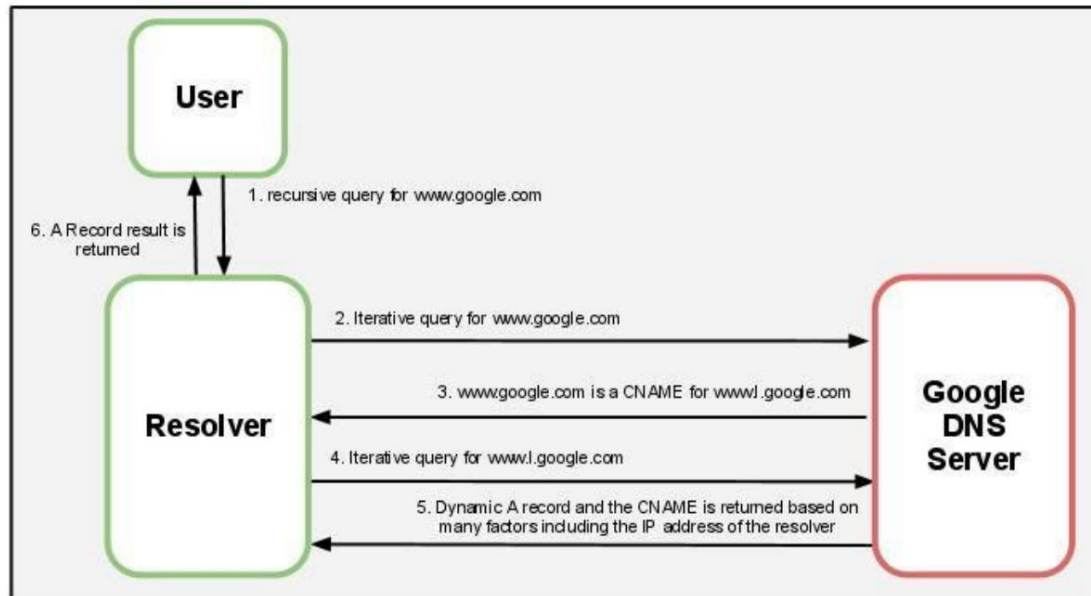 User
1. recursive query for www.google.com
6. A Record result is
returned
2. Iterative query for www.google.com
3. www.google.com is a CNAME for www.l.google.com
Resolver
Google
DNS
Server
4. Iterative query for www.l.google.com
5. Dynamic A record and the CNAME is returned based on
many factors including the IP address of the resolver